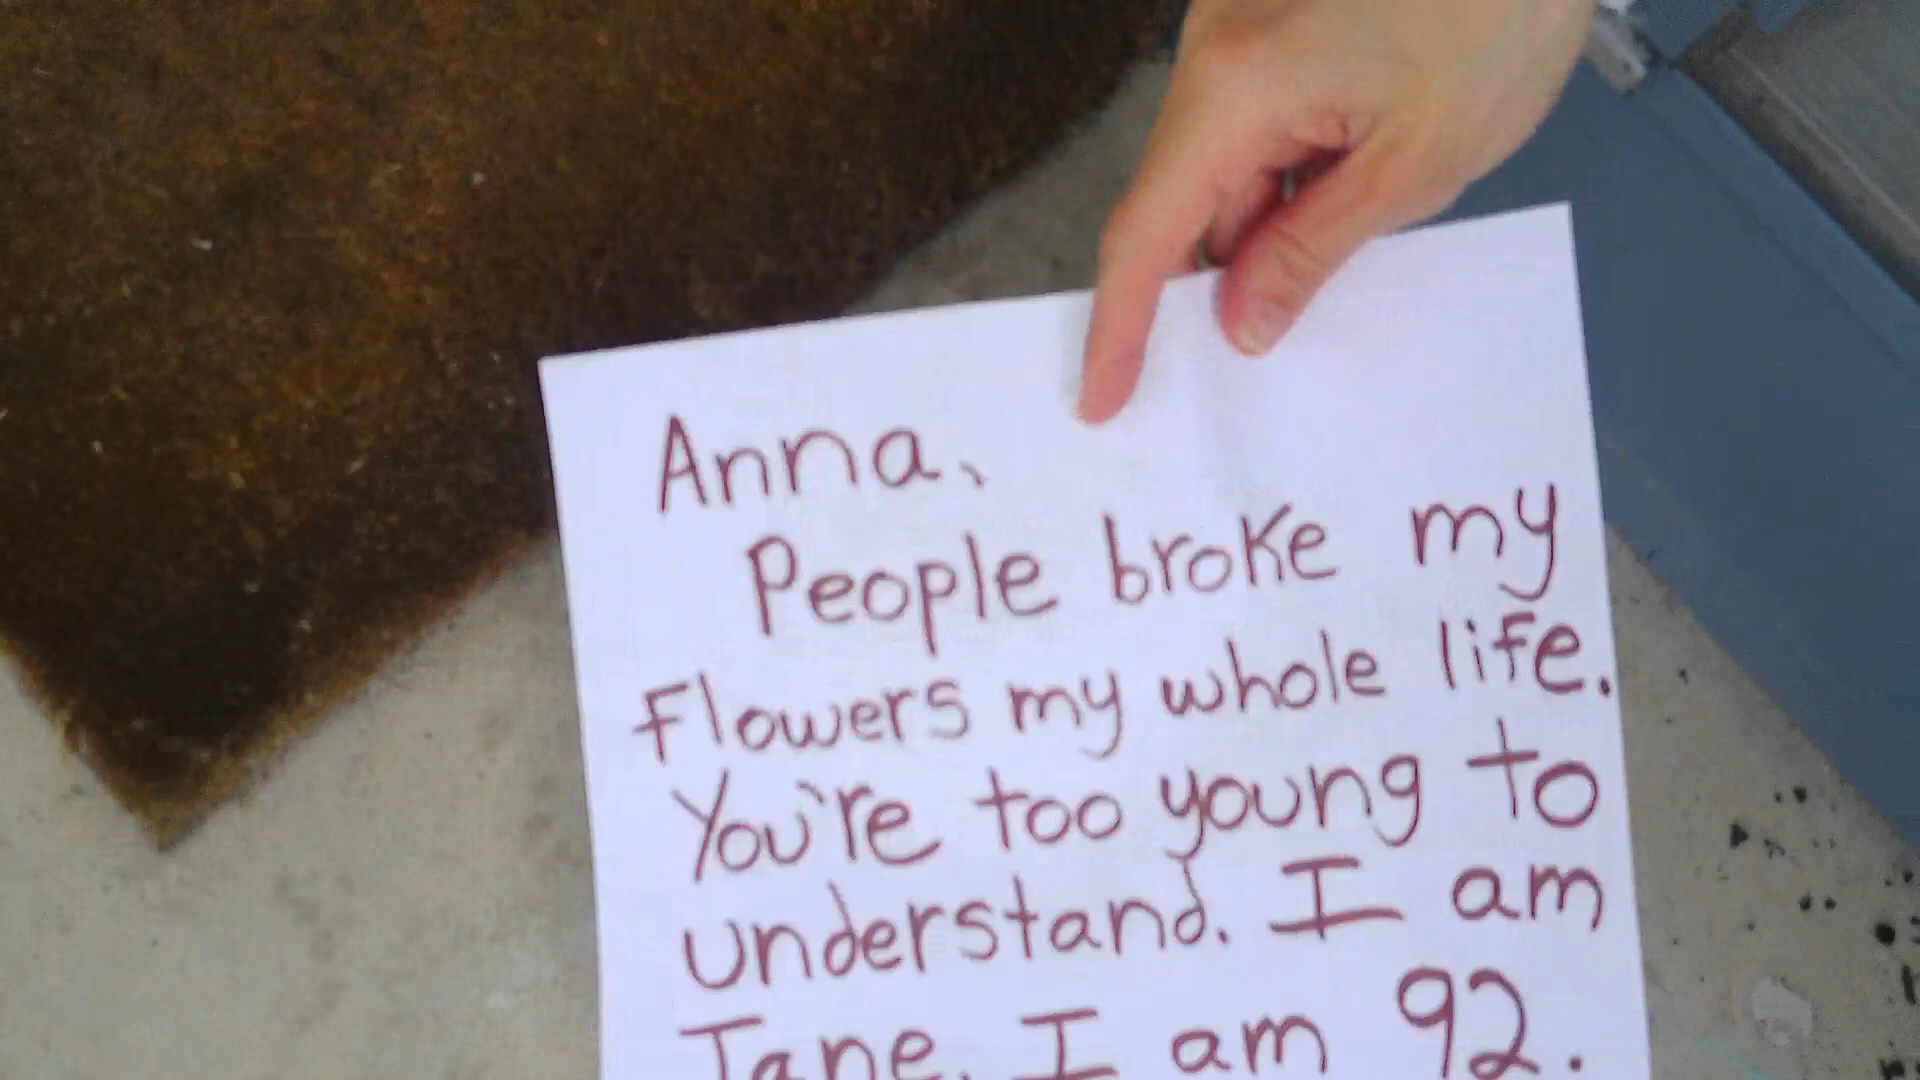 Anna,
People broke my
Flowers my whole life.
You're too young to
understand. I am
Jane. I am 92.